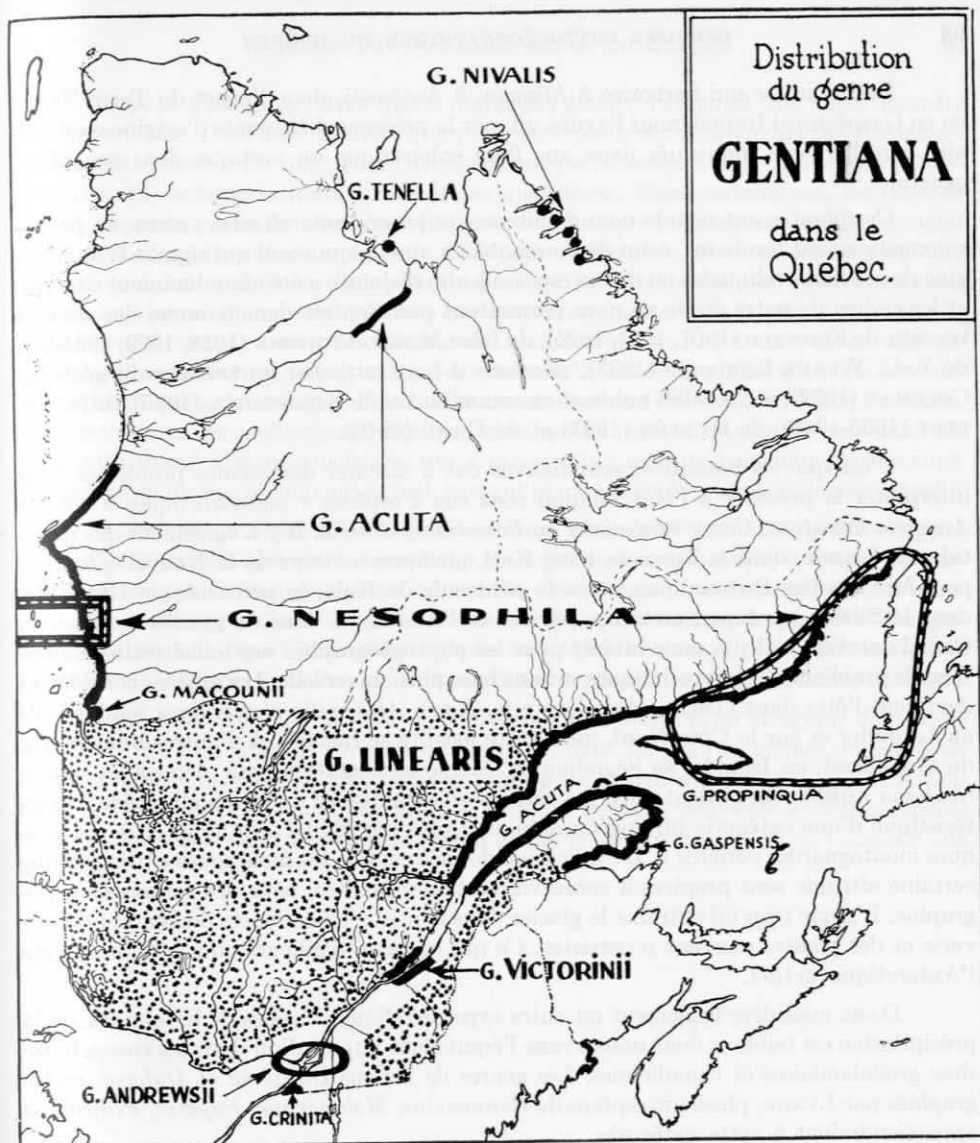 Distribution
du genre
GENTIANA
dans le
Québec.
G. NIVALIS
G. TENELLA
G. ACUTA
G. NESOPHILA
G. MACOUNII
G. LINEARIS
G. PROPINQUA
G. ACUTA
G. GASPENSIS
G. VICTORINII
G. ANDREWSII
G. CRINITA